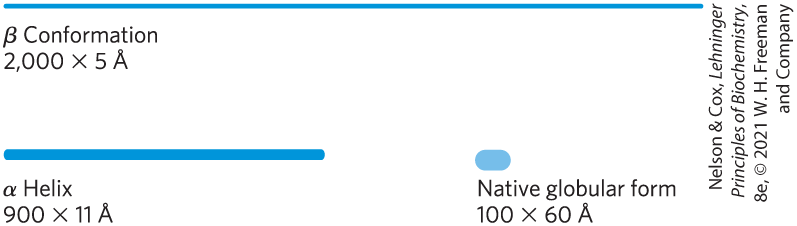 β Conformation
2,000 × 5 Å
α Helix
900 × 11 Å
Native globular form
100 × 60 Å
Nelson & Cox, Lehninger
Principles of Biochemistry,
8e, © 2021 W. H. Freeman
and Company